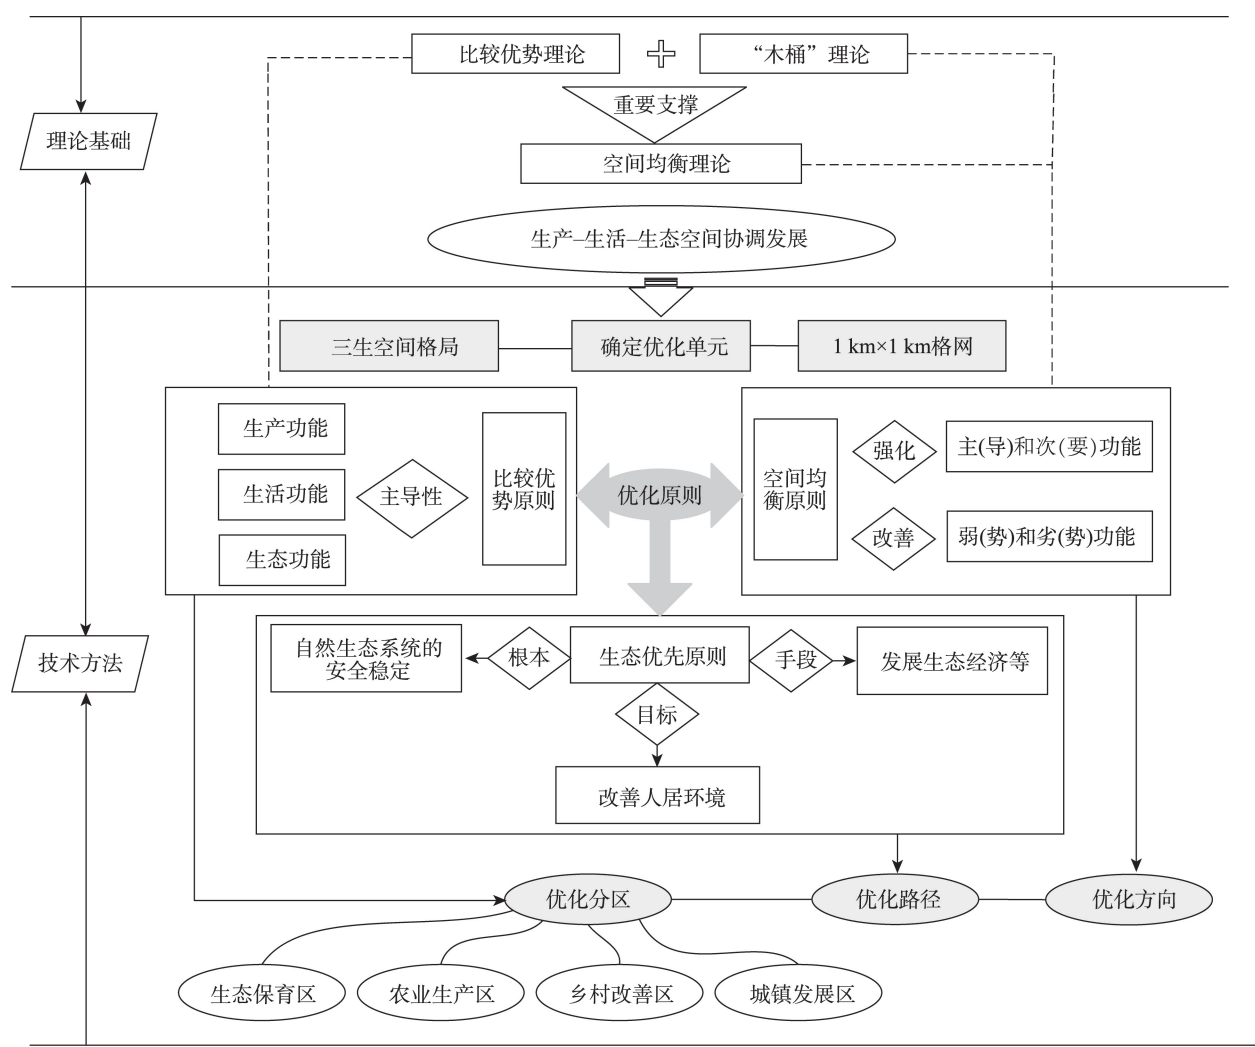 比较优势理论
“木桶”理论
重要支撑
理论基础
空间均衡理论
生产–生活–生态空间协调发展
三生空间格局
确定优化单元
1 km×1 km格网
生产功能
生活功能
生态功能
主导性
比较优
势原则
优化原则
空间均
衡原则
强化
主(导)和次(要)功能
改善
弱(势)和劣(势)功能
技术方法
自然生态系统的
安全稳定
根本
生态优先原则
手段
发展生态经济等
目标
改善人居环境
优化分区
优化路径
优化方向
生态保育区
农业生产区
乡村改善区
城镇发展区